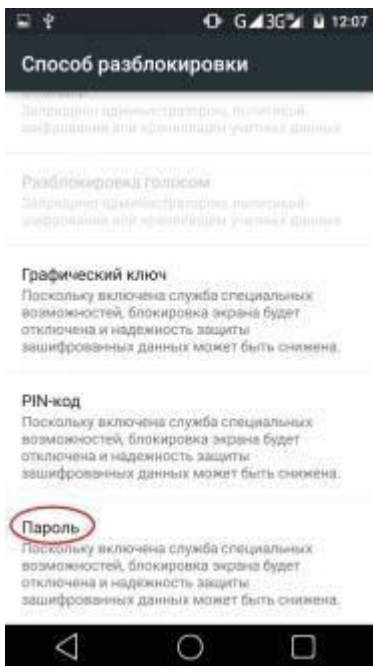 G 3G 12:07
Способ разблокировки
Запрещено администратором, политикой
шифрования или хранилищем учетных данных
Разблокировка голосом
Запрещено администратором, политикой
шифрования или хранилищем учетных данных
Графический ключ
Поскольку включена служба специальных
возможностей, блокировка экрана будет
отключена и надежность защиты
зашифрованных данных может быть снижена.
PIN-код
Поскольку включена служба специальных
возможностей, блокировка экрана будет
отключена и надежность защиты
зашифрованных данных может быть снижена.
Пароль
Поскольку включена служба специальных
возможностей, блокировка экрана будет
отключена и надежность защиты
зашифрованных данных может быть снижена.